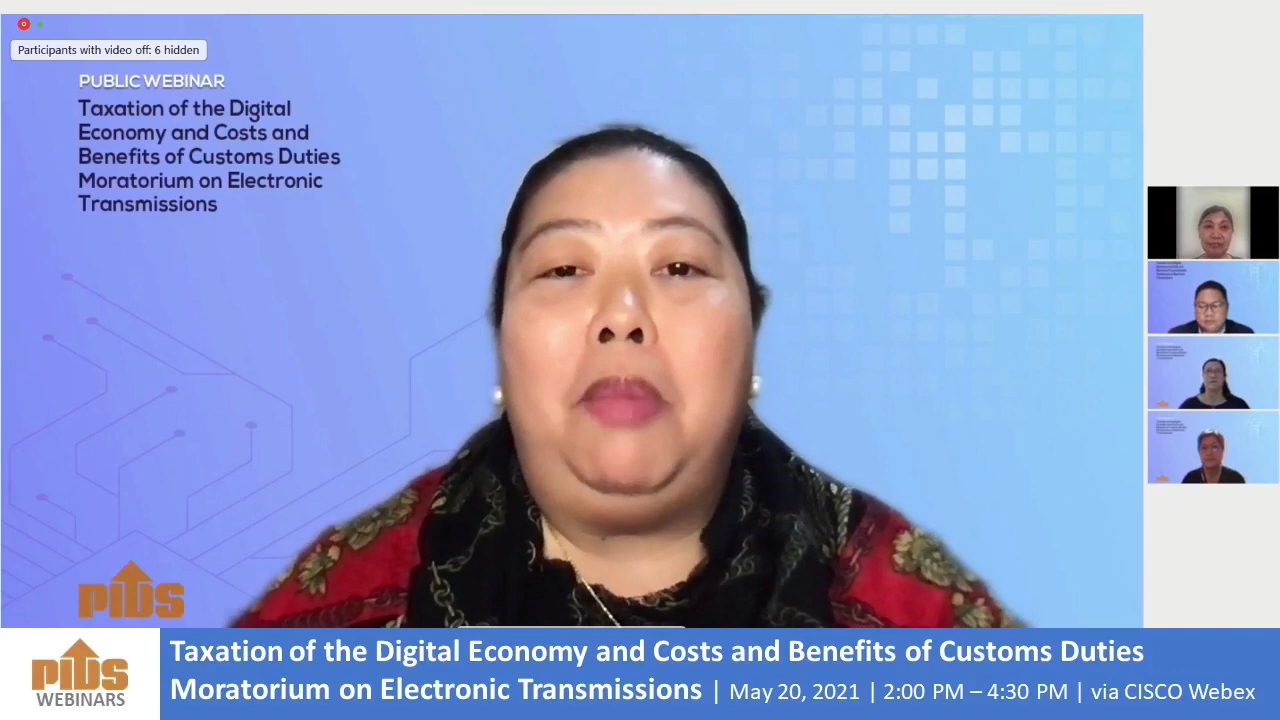 Participants with video off: 6 hidden
PUBLIC WEBINAR
Taxation of the Digital
Economy and Costs and
Benefits of Customs Duties
Moratorium on Electronic
Transmissions
PIDS
PIDS
WEBINARS
Taxation of the Digital Economy and Costs and Benefits of Customs Duties
Moratorium on Electronic Transmissions | May 20, 2021 | 2:00 PM – 4:30 PM | via CISCO Webex